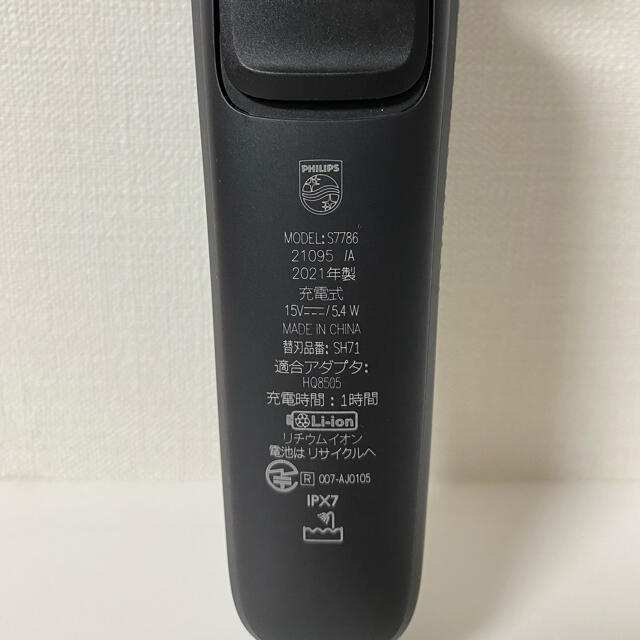 PHILIPS
MODEL: S7786
21095 /A
2021年製
充電式
15V⎓/5.4 W
MADE IN CHINA
替刃品番: SH71
適合アダプタ:
HQ8505
充電時間：1時間
Li-ion
リチウムイオン
電池は リサイクルへ
R 007-AJ0105
IPX7